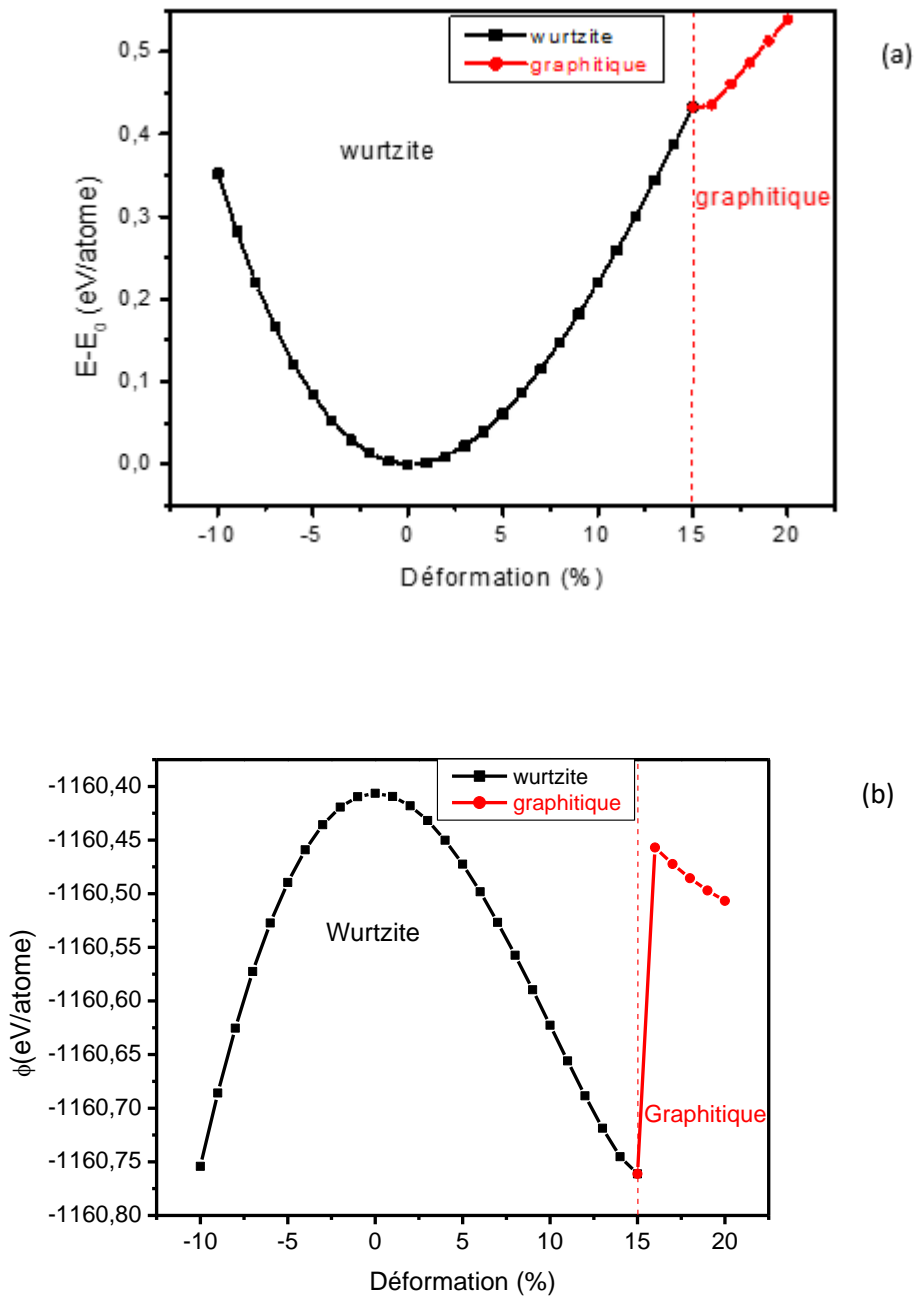 wurtzite
graphitique
(a)
0,5
0,4
0,3
0,2
0,1
0,0
E-E₀ (eV/atome)
wurtzite
graphitique
-10 -5 0 5 10 15 20
Déformation (%)
wurtzite
graphitique
(b)
-1160,40
-1160,45
-1160,50
-1160,55
-1160,60
-1160,65
-1160,70
-1160,75
-1160,80
ϕ(eV/atome)
Wurtzite
Graphitique
-10 -5 0 5 10 15 20
Déformation (%)